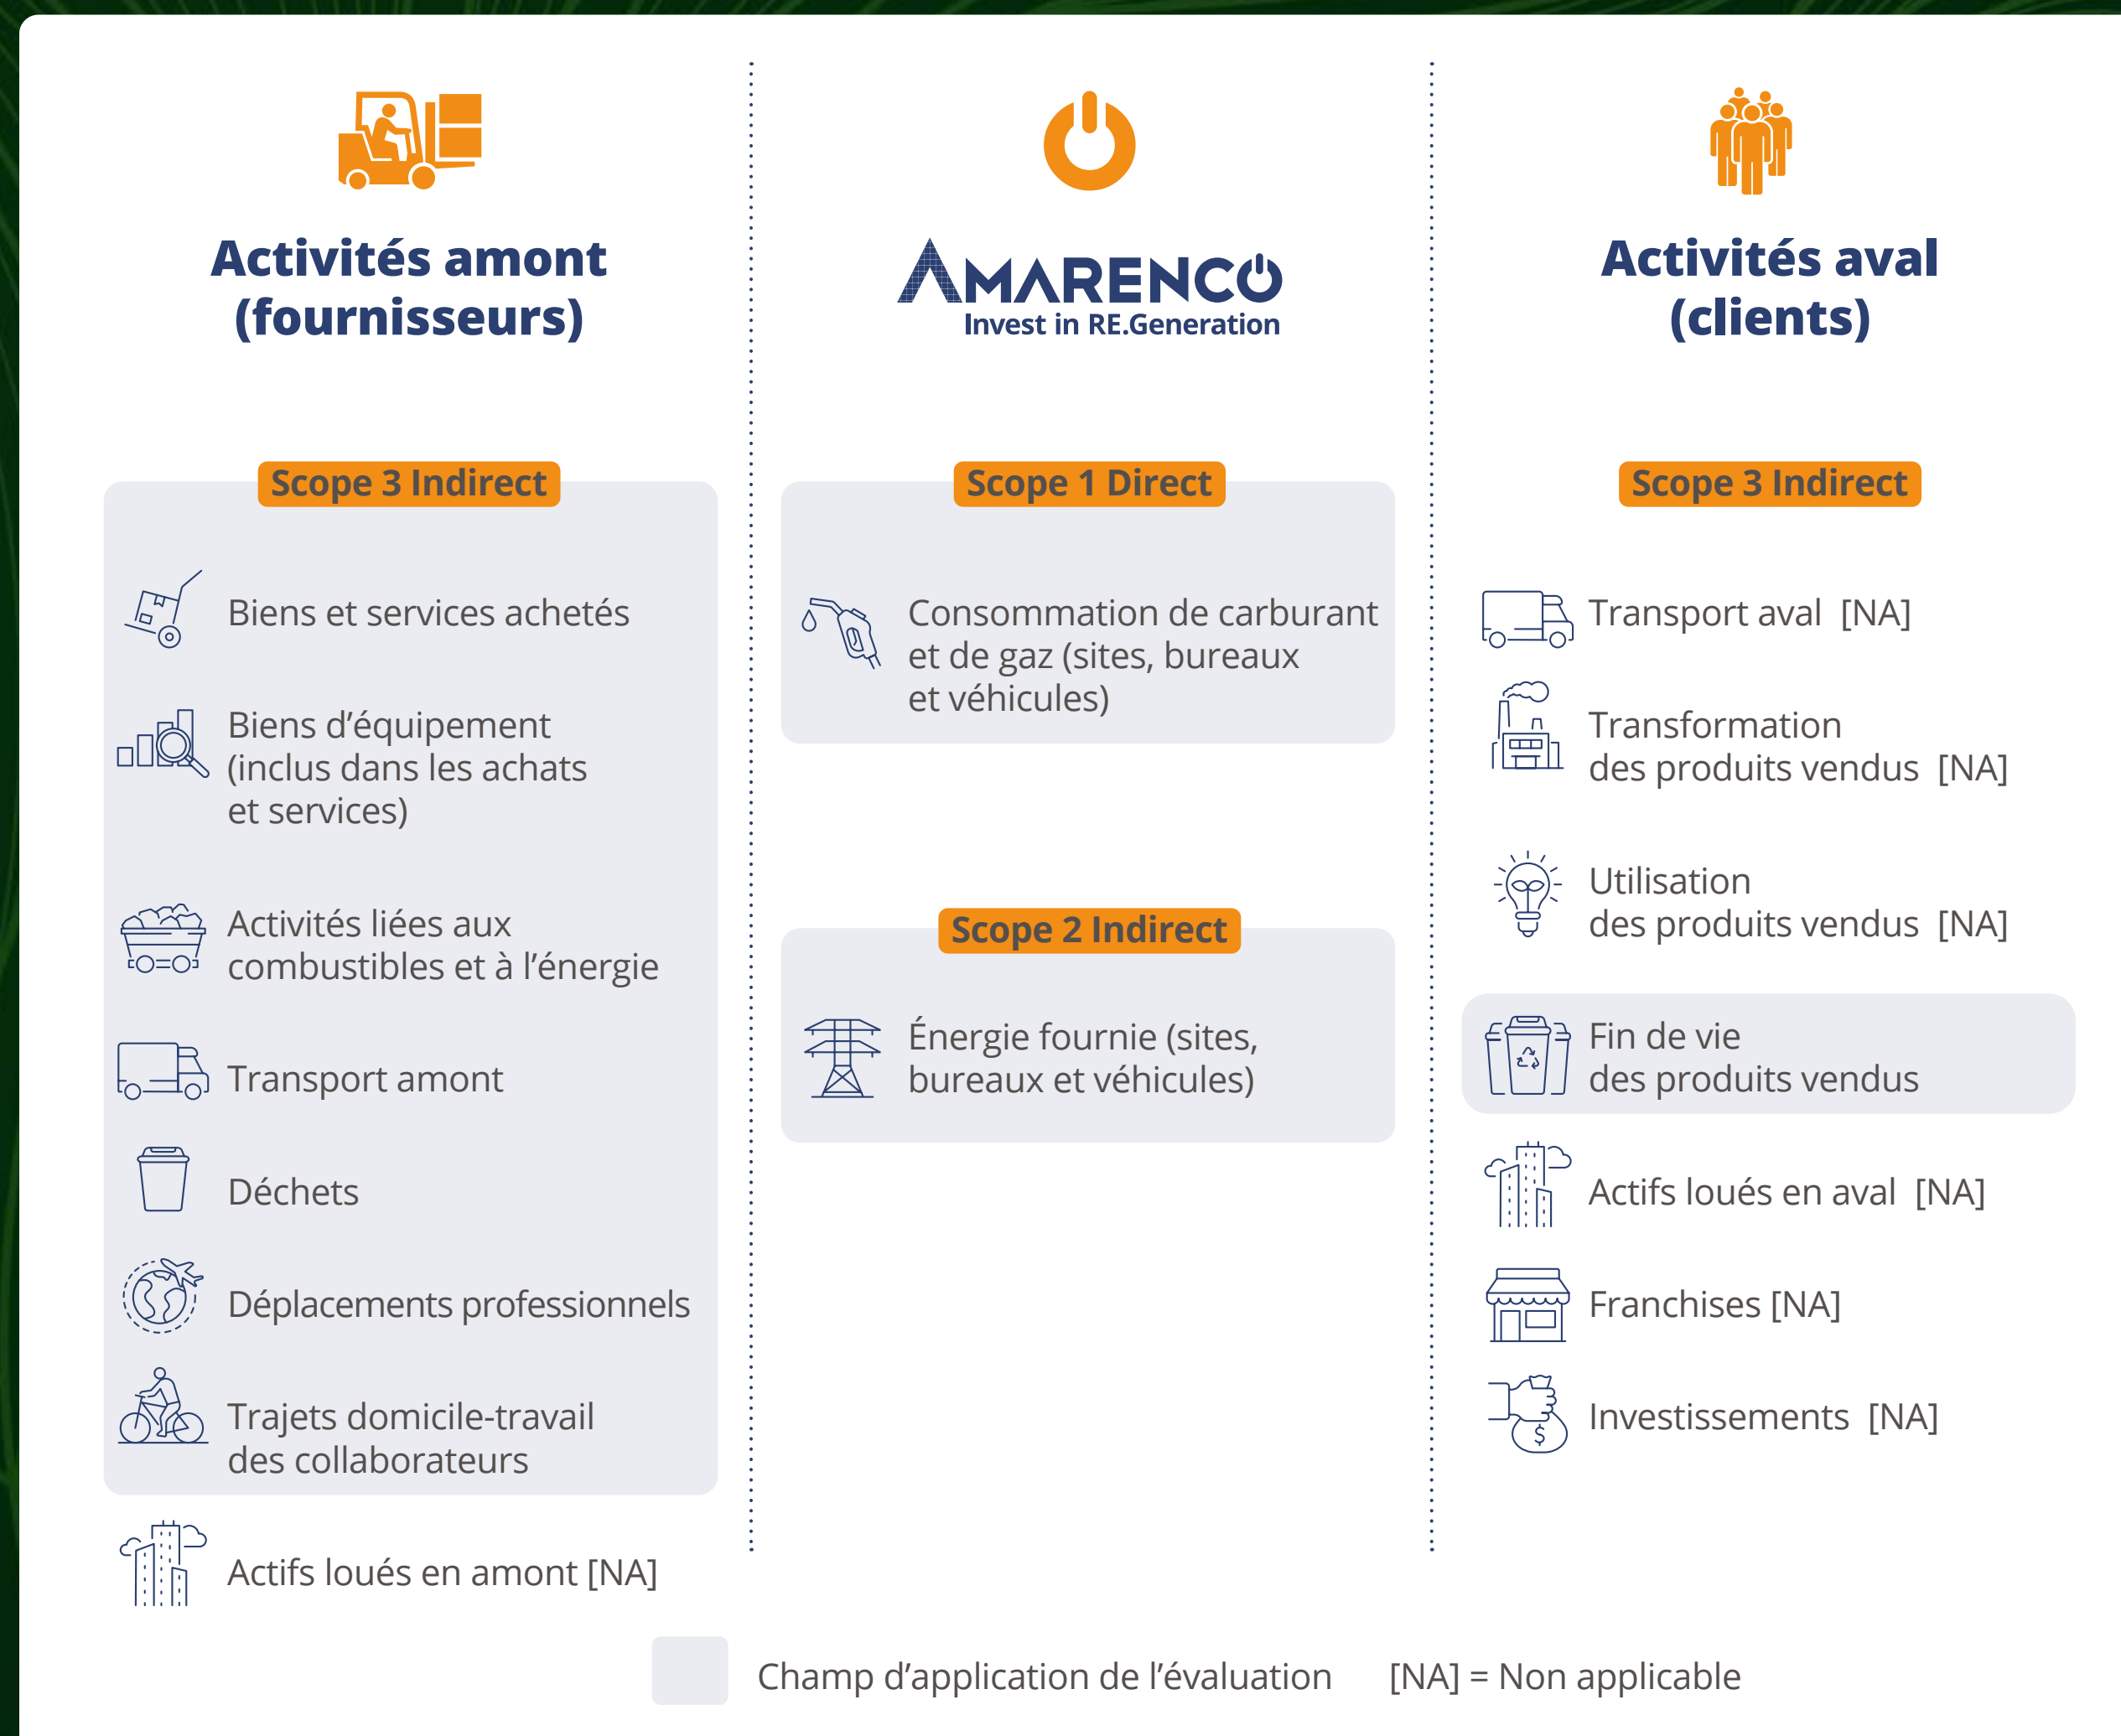 Activités amont
(fournisseurs)
Scope 3 Indirect
Biens et services achetés
Biens d’équipement
(inclus dans les achats
et services)
Activités liées aux
combustibles et à l’énergie
Transport amont
Déchets
Déplacements professionnels
Trajets domicile-travail
des collaborateurs
Actifs loués en amont [NA]
AMARENCO
Invest in RE.Generation
Scope 1 Direct
Consommation de carburant
et de gaz (sites, bureaux
et véhicules)
Scope 2 Indirect
Énergie fournie (sites,
bureaux et véhicules)
Activités aval
(clients)
Scope 3 Indirect
Transport aval [NA]
Transformation
des produits vendus [NA]
Utilisation
des produits vendus [NA]
Fin de vie
des produits vendus
Actifs loués en aval [NA]
Franchises [NA]
Investissements [NA]
$
Champ d’application de l’évaluation
[NA] = Non applicable